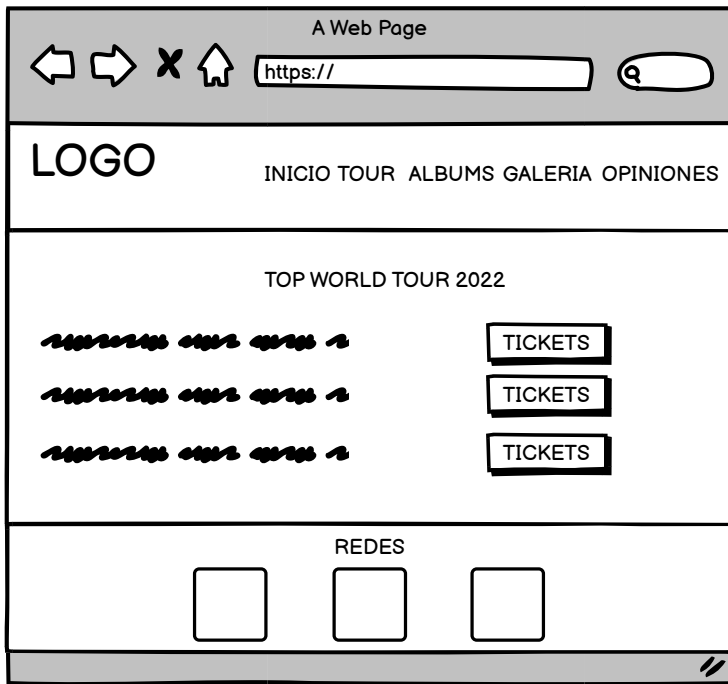 A Web Page
https://
LOGO
INICIO TOUR ALBUMS GALERIA OPINIONES
TOP WORLD TOUR 2022
TICKETS
TICKETS
TICKETS
REDES